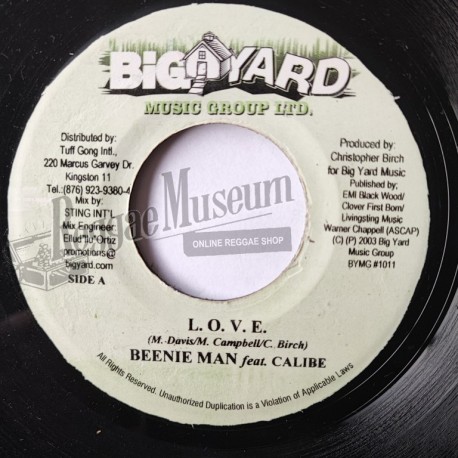 BiG YARD
MUSIC GROUP LTD.
Distributed by:
Tuff Gong Intl.,
220 Marcus Garvey Dr.
Kingston 11
Tel.:(876) 923-9380-4
Mix by:
STING INT'L
Mix Engineer
Ellud "Ilo" Ortiz
promotions@
bigyard.com
SIDE A
Produced by:
Christopher Birch
for Big Yard Music
Published by:
EMI Black Wood/
Clover First Born/
Livingsting Music
Warner Chappell (ASCAP)
(C) (P) 2003 Big Yard
Music Group
BYMG #1011
Reggae Museum
ONLINE REGGAE SHOP
L. O. V. E.
(M. Davis/M. Campbell/C. Birch)
BEENIE MAN feat. CALIBE
All Rights Reserved. Unauthorized Duplication is a Violation of Applicable Laws